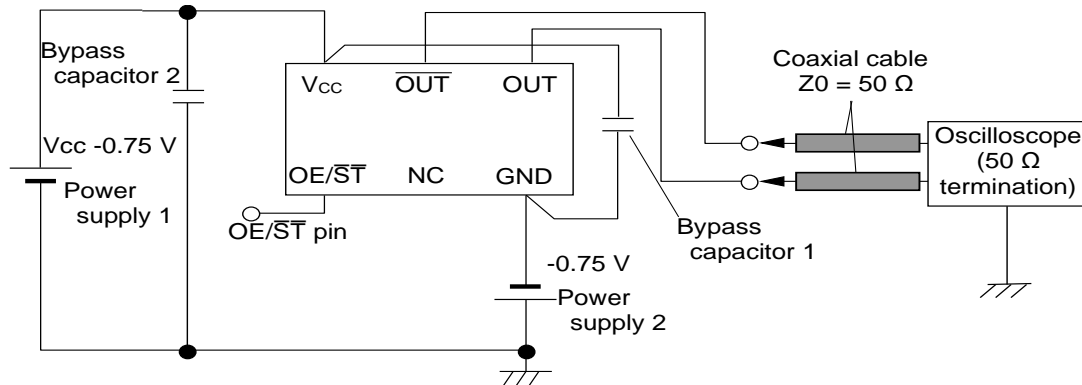 Bypass
capacitor 2
Vcc -0.75 V
Power
supply 1
VCC
OUT
OUT
OE/ST
NC
GND
OE/ST pin
-0.75 V
Power
supply 2
Bypass
capacitor 1
Coaxial cable
Z0 = 50 Ω
Oscilloscope
(50 Ω
termination)